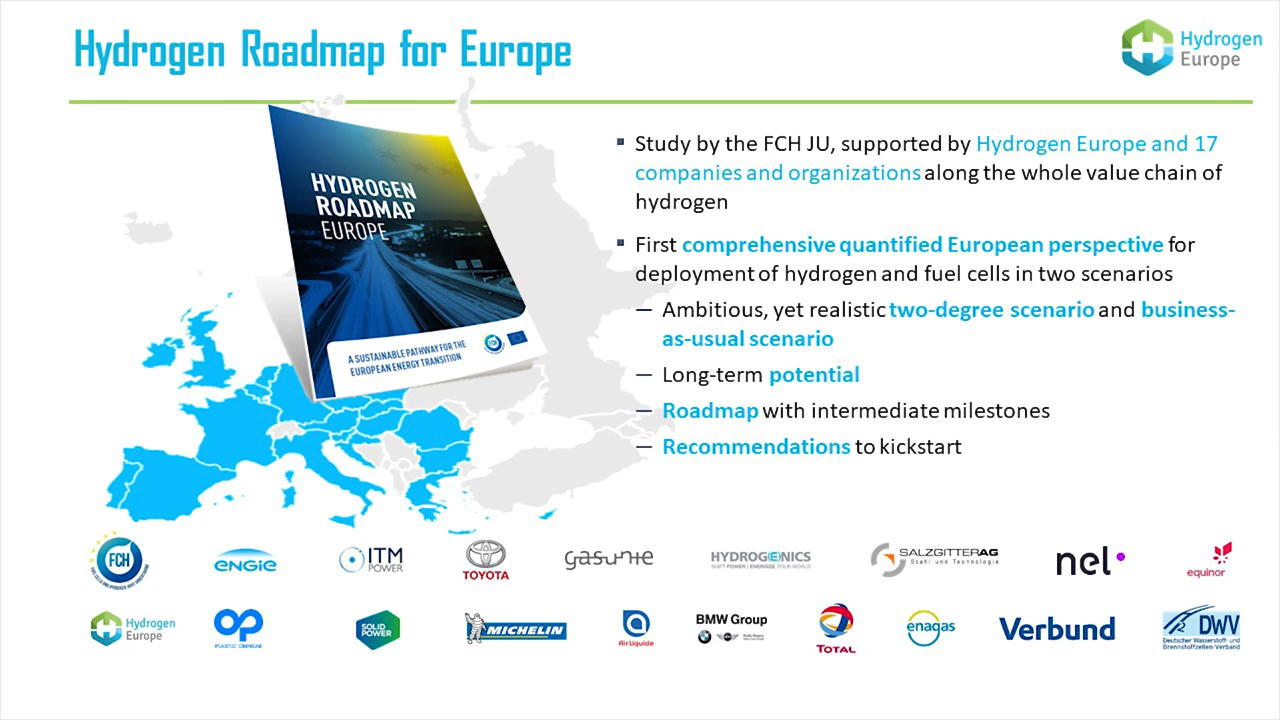 Hydrogen Roadmap for Europe
Hydrogen
Europe
HYDROGEN
ROADMAP
EUROPE
A SUSTAINABLE PATHWAY FOR THE
EUROPEAN ENERGY TRANSITION
FCH
▪ Study by the FCH JU, supported by Hydrogen Europe and 17
companies and organizations along the whole value chain of
hydrogen
▪ First comprehensive quantified European perspective for
deployment of hydrogen and fuel cells in two scenarios
— Ambitious, yet realistic two-degree scenario and business-
as-usual scenario
— Long-term potential
— Roadmap with intermediate milestones
— Recommendations to kickstart
FCH
ENGIE
ITM
POWER
TOYOTA
gasunie
HYDROGENICS
SHIFT POWER | ENERGIZE YOUR WORLD
SALZGITTERAG
Stahl und Technologie
nel
equinor
Hydrogen
Europe
PLASTIC OMNIUM
SOLID
POWER
MICHELIN
Air Liquide
BMW Group
TOTAL
enagas
Verbund
DWV
Deutscher Wasserstoff- und
Brennstoffzellen-Verband